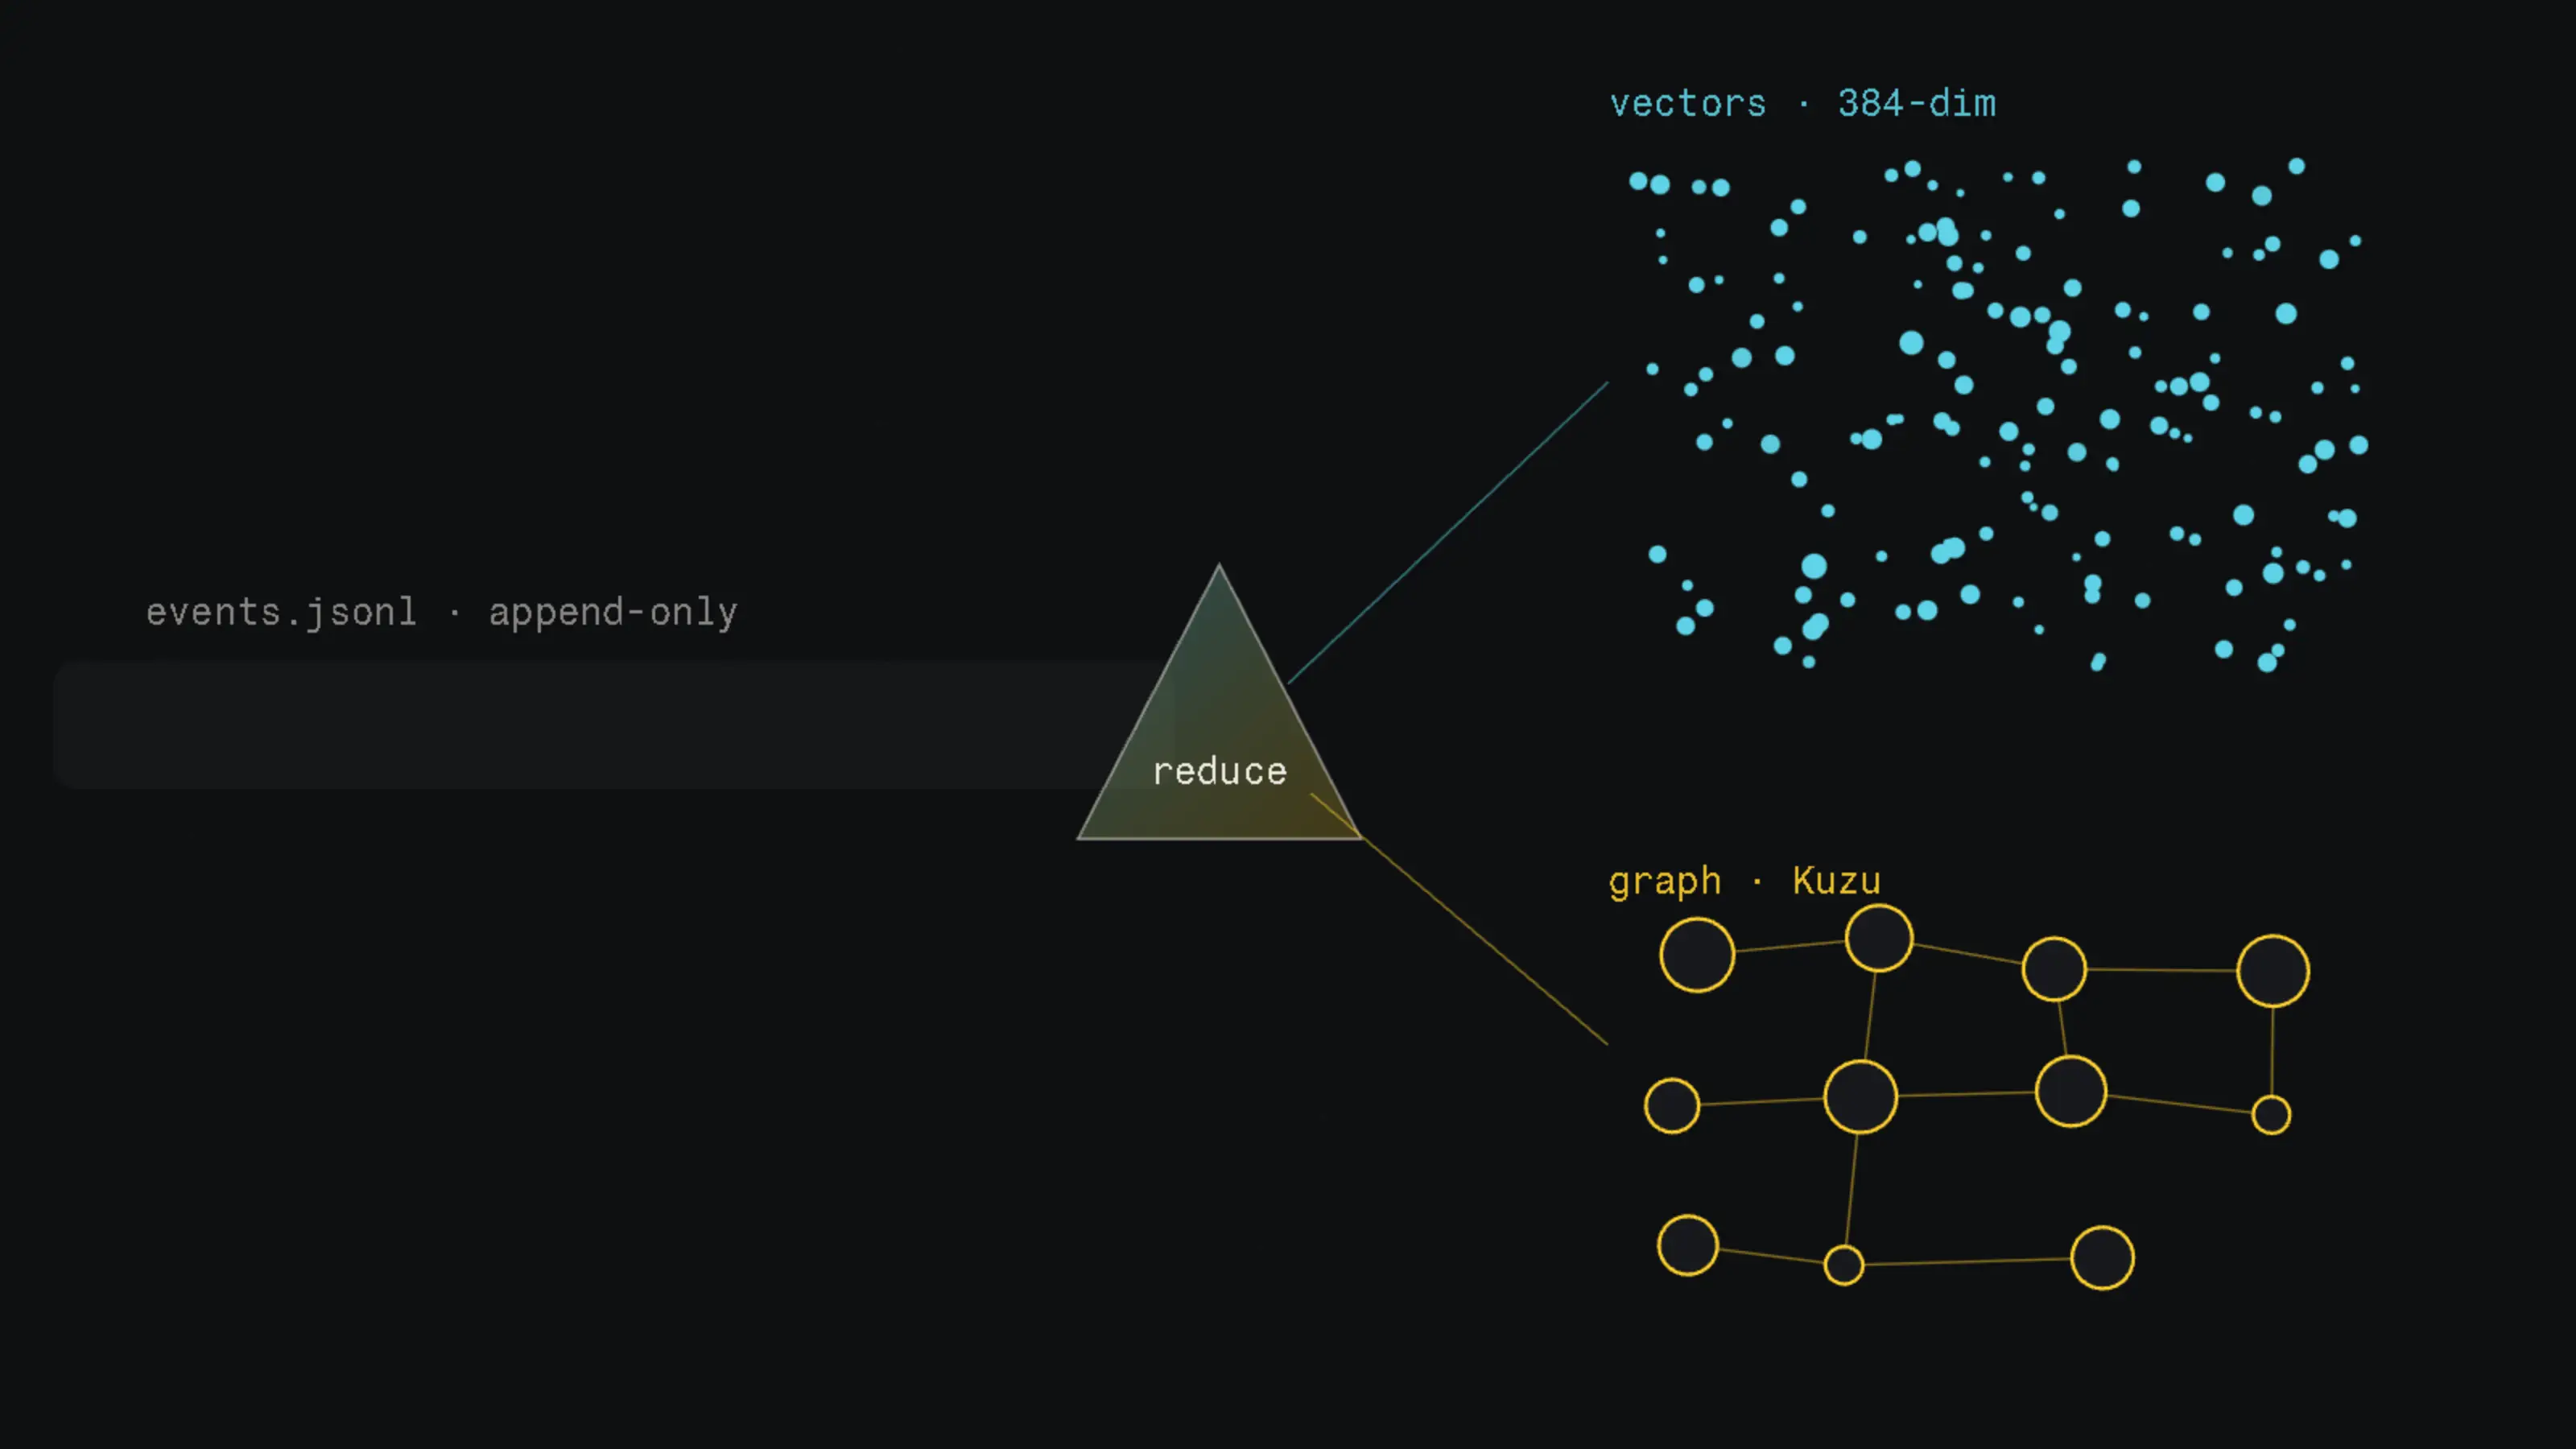 vectors · 384-dim
events.jsonl · append-only
reduce
graph · Kuzu